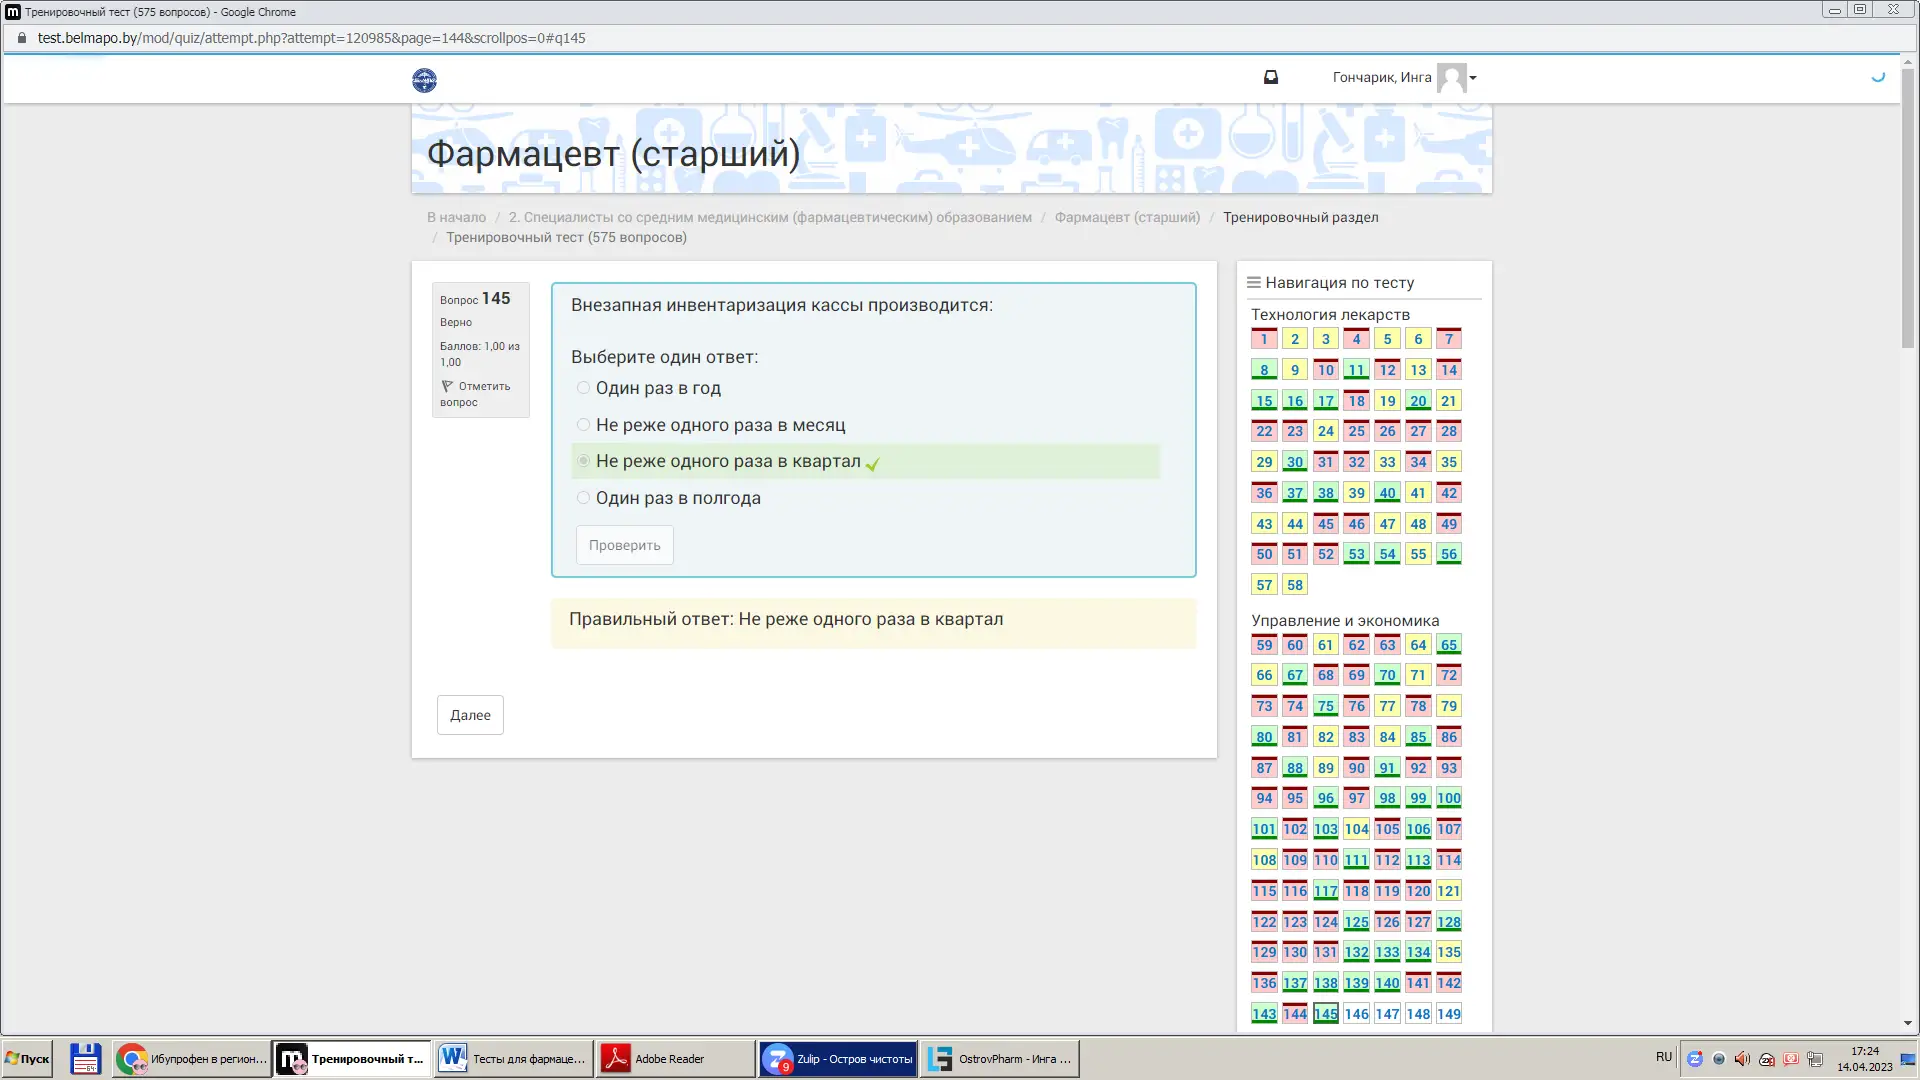 Тренировочный тест (575 вопросов) - Google Chrome
test.belmapo.by/mod/quiz/attempt.php?attempt=120985&page=144&scrollpos=0#q145
Гончарик, Инга
Фармацевт (старший)
В начало / 2. Специалисты со средним медицинским (фармацевтическим) образованием / Фармацевт (старший) / Тренировочный раздел
/ Тренировочный тест (575 вопросов)
Вопрос 145
Верно
Баллов: 1,00 из
1,00
Отметить
вопрос
Внезапная инвентаризация кассы производится:
Выберите один ответ:
Один раз в год
Не реже одного раза в месяц
Не реже одного раза в квартал
Один раз в полгода
Проверить
Правильный ответ: Не реже одного раза в квартал
Далее
Навигация по тесту
Технология лекарств
1 2 3 4 5 6 7
8 9 10 11 12 13 14
15 16 17 18 19 20 21
22 23 24 25 26 27 28
29 30 31 32 33 34 35
36 37 38 39 40 41 42
43 44 45 46 47 48 49
50 51 52 53 54 55 56
57 58
Управление и экономика
59 60 61 62 63 64 65
66 67 68 69 70 71 72
73 74 75 76 77 78 79
80 81 82 83 84 85 86
87 88 89 90 91 92 93
94 95 96 97 98 99 100
101 102 103 104 105 106 107
108 109 110 111 112 113 114
115 116 117 118 119 120 121
122 123 124 125 126 127 128
129 130 131 132 133 134 135
136 137 138 139 140 141 142
143 144 145 146 147 148 149
Пуск
Ибупрофен в регион...
Тренировочный т...
Тесты для фармаце...
Adobe Reader
9
Zulip - Остров чистоты
OstrovPharm - Инга ...
RU
17:24
14.04.2023